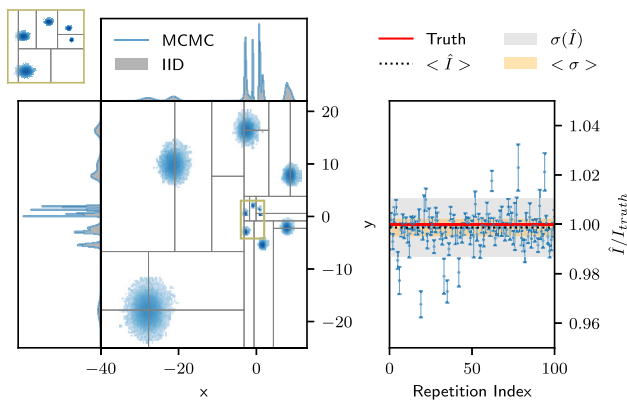 MCMC
IID
Truth
< Î >
σ(Î)
< σ >
20
10
0
−10
−20
y
−40
−20
0
x
1.04
1.02
1.00
0.98
0.96
Î/I_truth
0
50
100
Repetition Index